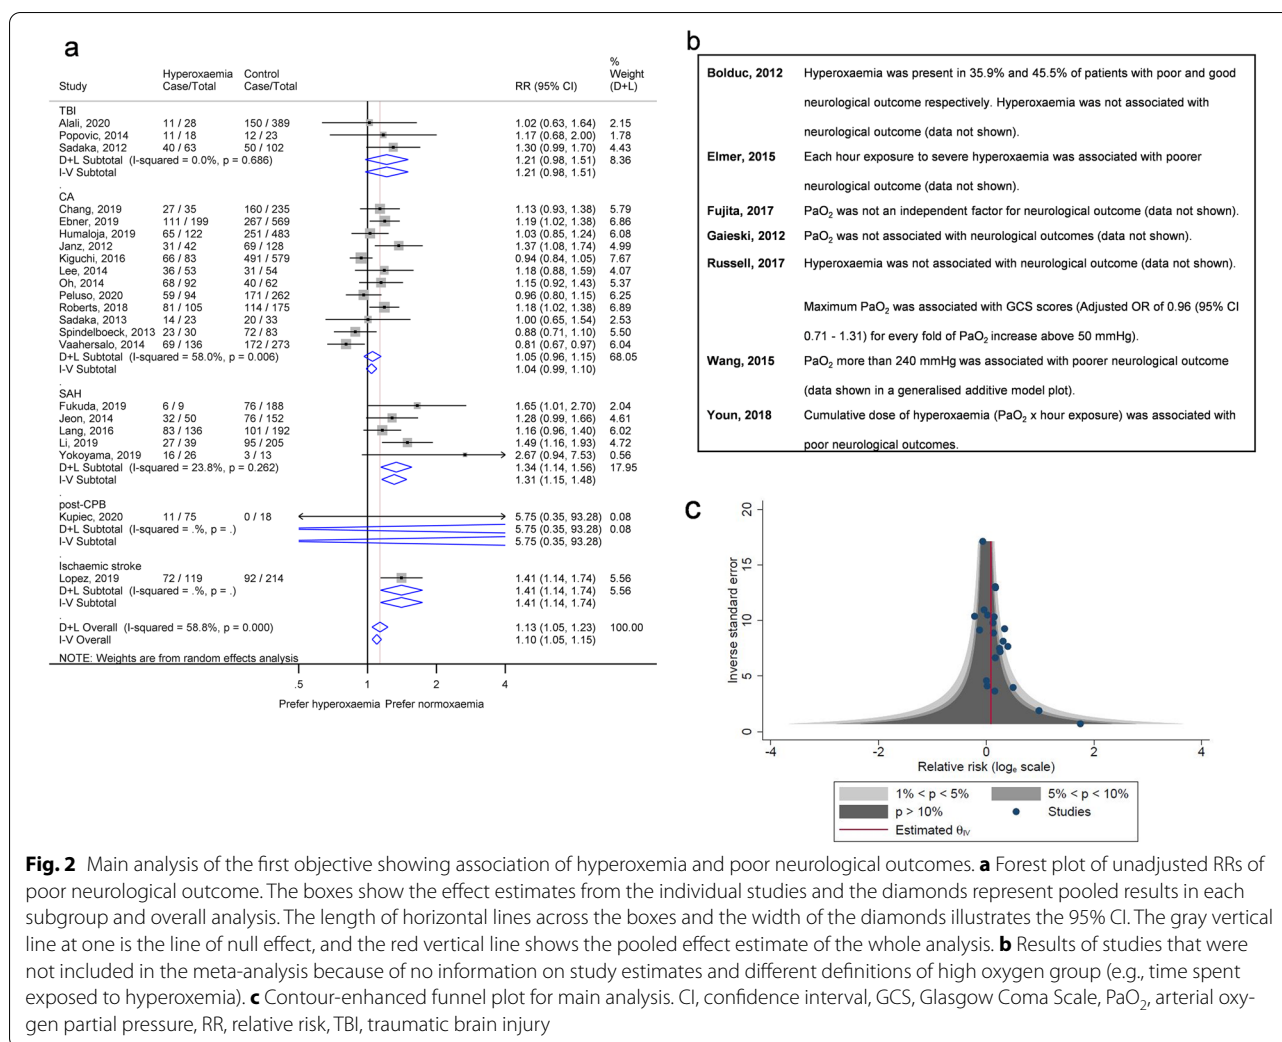 a
Study
Hyperoxaemia
Case/Total
Control
Case/Total
RR (95% CI)
%
Weight
(D+L)
TBI
Alali, 2020 11 / 28 150 / 389 1.02 (0.63, 1.64) 2.15
Popovic, 2014 11 / 18 12 / 23 1.17 (0.68, 2.00) 1.78
Sadaka, 2012 40 / 63 50 / 102 1.30 (0.99, 1.70) 4.43
D+L Subtotal (I-squared = 0.0%, p = 0.686) 1.21 (0.98, 1.51) 8.36
I-V Subtotal 1.21 (0.98, 1.51)
.
CA
Chang, 2019 27 / 35 160 / 235 1.13 (0.93, 1.38) 5.79
Ebner, 2019 111 / 199 267 / 569 1.19 (1.02, 1.38) 6.86
Humaloja, 2019 65 / 122 251 / 483 1.03 (0.85, 1.24) 6.08
Janz, 2012 31 / 42 69 / 128 1.37 (1.08, 1.74) 4.99
Kiguchi, 2016 66 / 83 491 / 579 0.94 (0.84, 1.05) 7.67
Lee, 2014 36 / 53 31 / 54 1.18 (0.88, 1.59) 4.07
Oh, 2014 68 / 92 40 / 62 1.15 (0.92, 1.43) 5.37
Peluso, 2020 59 / 94 171 / 262 0.96 (0.80, 1.15) 6.25
Roberts, 2018 81 / 105 114 / 175 1.18 (1.02, 1.38) 6.89
Sadaka, 2013 14 / 23 20 / 33 1.00 (0.65, 1.54) 2.53
Spindelboeck, 2013 23 / 30 72 / 83 0.88 (0.71, 1.10) 5.50
Vaahersalo, 2014 69 / 136 172 / 273 0.81 (0.67, 0.97) 6.04
D+L Subtotal (I-squared = 58.0%, p = 0.006) 1.05 (0.96, 1.15) 68.05
I-V Subtotal 1.04 (0.99, 1.10)
.
SAH
Fukuda, 2019 6 / 9 76 / 188 1.65 (1.01, 2.70) 2.04
Jeon, 2014 32 / 50 76 / 152 1.28 (0.99, 1.66) 4.61
Lang, 2016 83 / 136 101 / 192 1.16 (0.96, 1.40) 6.02
Li, 2019 27 / 39 95 / 205 1.49 (1.16, 1.93) 4.72
Yokoyama, 2019 16 / 26 3 / 13 2.67 (0.94, 7.53) 0.56
D+L Subtotal (I-squared = 23.8%, p = 0.262) 1.34 (1.14, 1.56) 17.95
I-V Subtotal 1.31 (1.15, 1.48)
.
post-CPB
Kupiec, 2020 11 / 75 0 / 18 5.75 (0.35, 93.28) 0.08
D+L Subtotal (I-squared = .%, p = .) 5.75 (0.35, 93.28) 0.08
I-V Subtotal 5.75 (0.35, 93.28)
.
Ischaemic stroke
Lopez, 2019 72 / 119 92 / 214 1.41 (1.14, 1.74) 5.56
D+L Subtotal (I-squared = .%, p = .) 1.41 (1.14, 1.74) 5.56
I-V Subtotal 1.41 (1.14, 1.74)
.
D+L Overall (I-squared = 58.8%, p = 0.000) 1.13 (1.05, 1.23) 100.00
I-V Overall 1.10 (1.05, 1.15)
NOTE: Weights are from random effects analysis
.5 1 2 4
Prefer hyperoxaemia Prefer normoxaemia
b
Bolduc, 2012 Hyperoxaemia was present in 35.9% and 45.5% of patients with poor and good
neurological outcome respectively. Hyperoxaemia was not associated with
neurological outcome (data not shown).
Elmer, 2015 Each hour exposure to severe hyperoxaemia was associated with poorer
neurological outcome (data not shown).
Fujita, 2017 PaO2 was not an independent factor for neurological outcome (data not shown).
Gaieski, 2012 PaO2 was not associated with neurological outcomes (data not shown).
Russell, 2017 Hyperoxaemia was not associated with neurological outcome (data not shown).
Maximum PaO2 was associated with GCS scores (Adjusted OR of 0.96 (95% CI
0.71 - 1.31) for every fold of PaO2 increase above 50 mmHg).
Wang, 2015 PaO2 more than 240 mmHg was associated with poorer neurological outcome
(data shown in a generalised additive model plot).
Youn, 2018 Cumulative dose of hyperoxaemia (PaO2 x hour exposure) was associated with
poor neurological outcomes.
c
Inverse standard error
20
15
10
5
0
-4 -2 0 2 4
Relative risk (loge scale)
1% < p < 5% 5% < p < 10%
p > 10% Studies
Estimated θIV
Fig. 2 Main analysis of the first objective showing association of hyperoxemia and poor neurological outcomes. a Forest plot of unadjusted RRs of
poor neurological outcome. The boxes show the effect estimates from the individual studies and the diamonds represent pooled results in each
subgroup and overall analysis. The length of horizontal lines across the boxes and the width of the diamonds illustrates the 95% CI. The gray vertical
line at one is the line of null effect, and the red vertical line shows the pooled effect estimate of the whole analysis. b Results of studies that were
not included in the meta-analysis because of no information on study estimates and different definitions of high oxygen group (e.g., time spent
exposed to hyperoxemia). c Contour-enhanced funnel plot for main analysis. CI, confidence interval, GCS, Glasgow Coma Scale, PaO2, arterial oxy-
gen partial pressure, RR, relative risk, TBI, traumatic brain injury